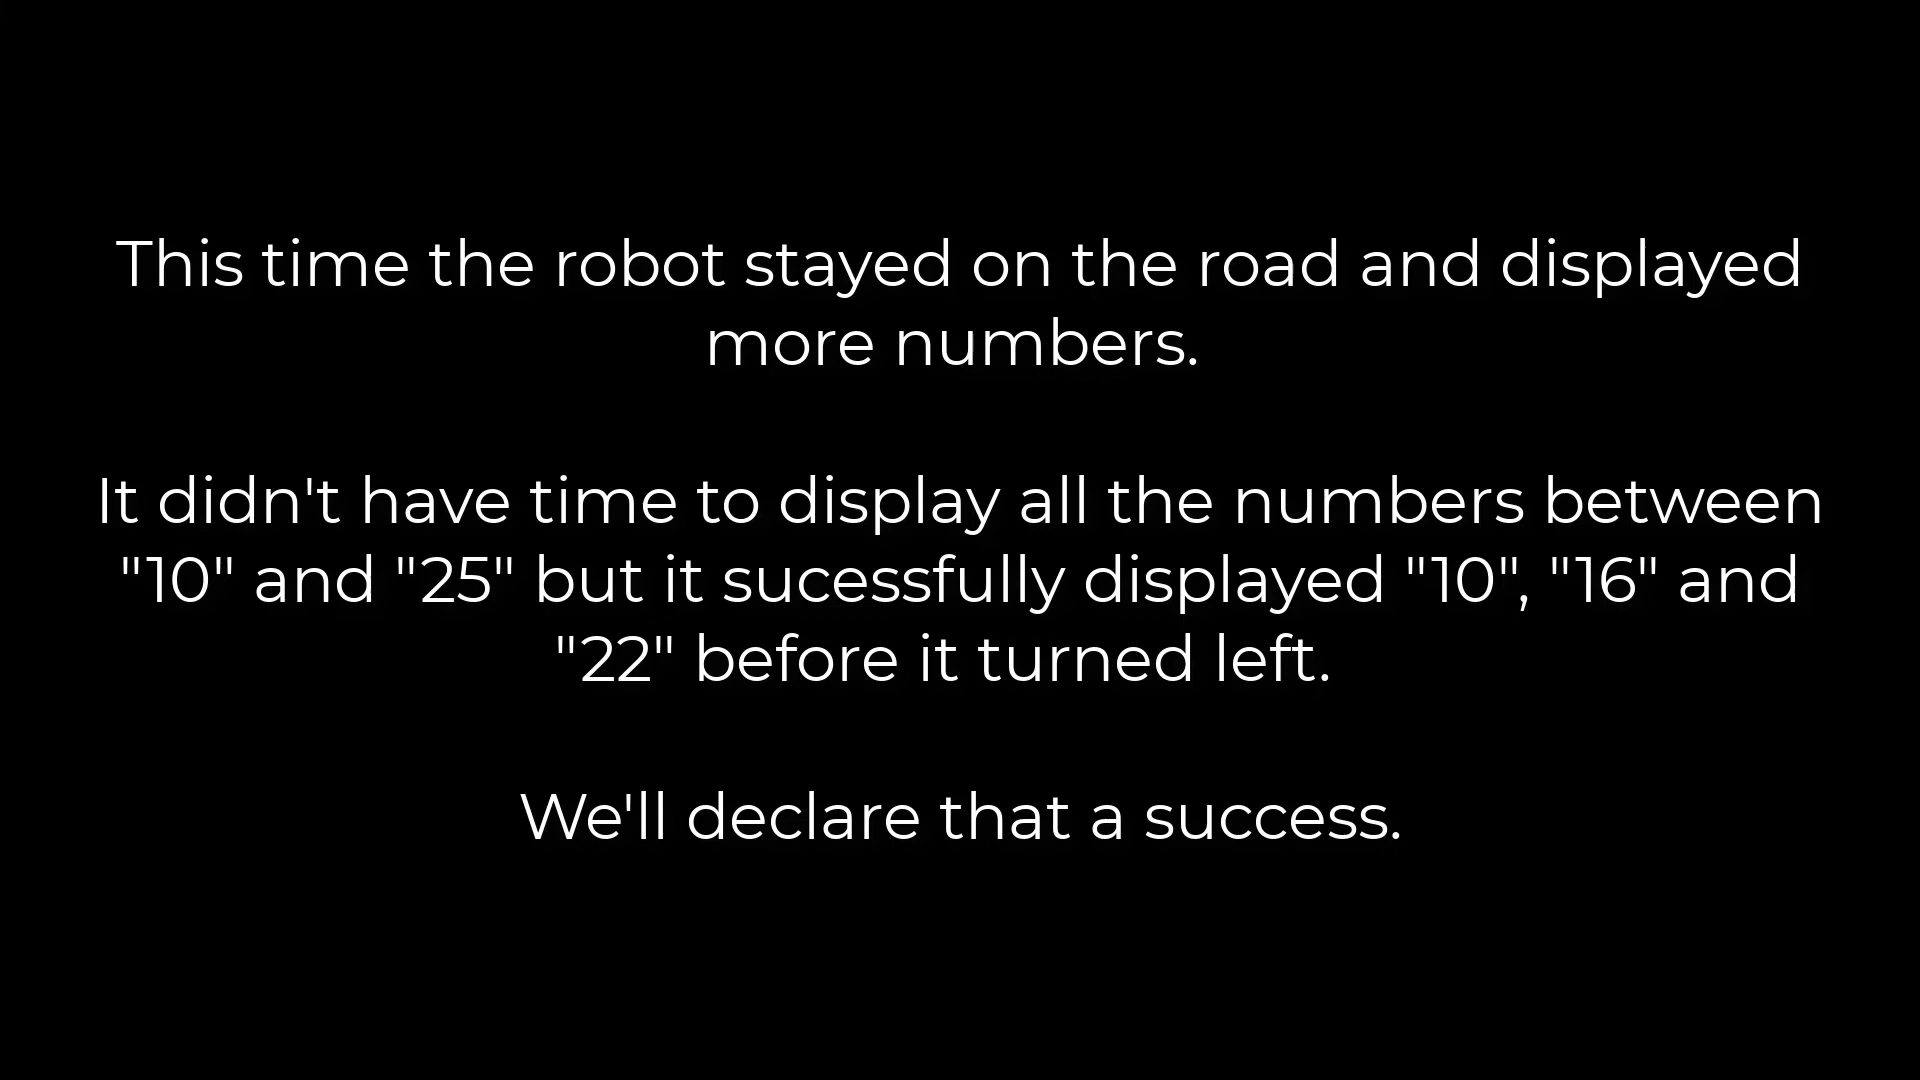 This time the robot stayed on the road and displayed
more numbers.
It didn't have time to display all the numbers between
"10" and "25" but it sucessfully displayed "10", "16" and
"22" before it turned left.
We'll declare that a success.